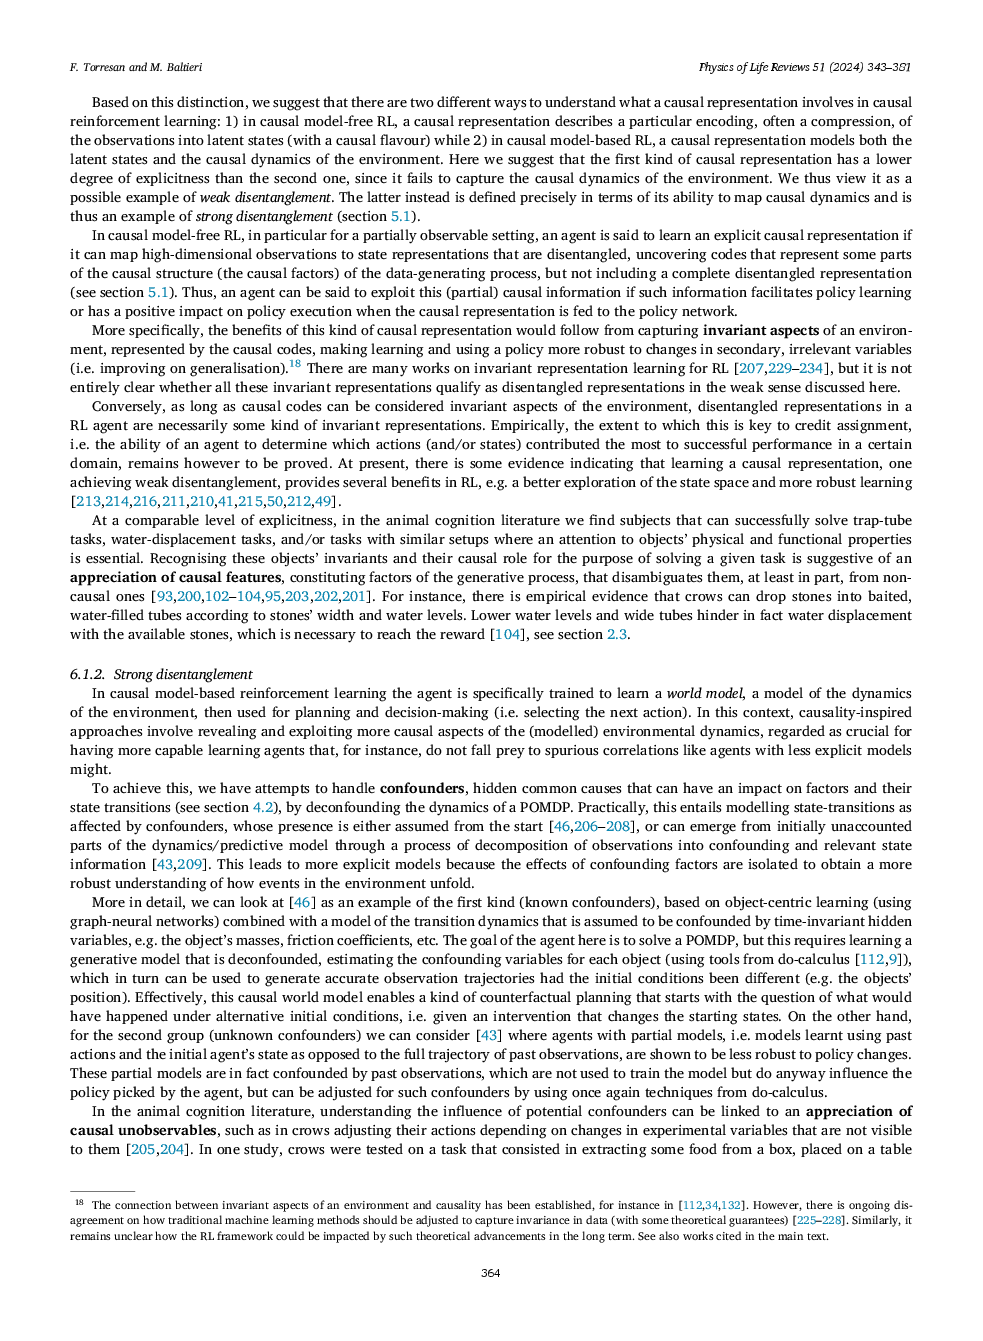 F. Torresan and M. Baltieri
Physics of Life Reviews 51 (2024) 343–381
Based on this distinction, we suggest that there are two different ways to understand what a causal representation involves in causal
reinforcement learning: 1) in causal model-free RL, a causal representation describes a particular encoding, often a compression, of
the observations into latent states (with a causal flavour) while 2) in causal model-based RL, a causal representation models both the
latent states and the causal dynamics of the environment. Here we suggest that the first kind of causal representation has a lower
degree of explicitness than the second one, since it fails to capture the causal dynamics of the environment. We thus view it as a
possible example of weak disentanglement. The latter instead is defined precisely in terms of its ability to map causal dynamics and is
thus an example of strong disentanglement (section 5.1).
In causal model-free RL, in particular for a partially observable setting, an agent is said to learn an explicit causal representation if
it can map high-dimensional observations to state representations that are disentangled, uncovering codes that represent some parts
of the causal structure (the causal factors) of the data-generating process, but not including a complete disentangled representation
(see section 5.1). Thus, an agent can be said to exploit this (partial) causal information if such information facilitates policy learning
or has a positive impact on policy execution when the causal representation is fed to the policy network.
More specifically, the benefits of this kind of causal representation would follow from capturing invariant aspects of an environ-
ment, represented by the causal codes, making learning and using a policy more robust to changes in secondary, irrelevant variables
(i.e. improving on generalisation).18 There are many works on invariant representation learning for RL [207,229–234], but it is not
entirely clear whether all these invariant representations qualify as disentangled representations in the weak sense discussed here.
Conversely, as long as causal codes can be considered invariant aspects of the environment, disentangled representations in a
RL agent are necessarily some kind of invariant representations. Empirically, the extent to which this is key to credit assignment,
i.e. the ability of an agent to determine which actions (and/or states) contributed the most to successful performance in a certain
domain, remains however to be proved. At present, there is some evidence indicating that learning a causal representation, one
achieving weak disentanglement, provides several benefits in RL, e.g. a better exploration of the state space and more robust learning
[213,214,216,211,210,41,215,50,212,49].
At a comparable level of explicitness, in the animal cognition literature we find subjects that can successfully solve trap-tube
tasks, water-displacement tasks, and/or tasks with similar setups where an attention to objects' physical and functional properties
is essential. Recognising these objects' invariants and their causal role for the purpose of solving a given task is suggestive of an
appreciation of causal features, constituting factors of the generative process, that disambiguates them, at least in part, from non-
causal ones [93,200,102–104,95,203,202,201]. For instance, there is empirical evidence that crows can drop stones into baited,
water-filled tubes according to stones' width and water levels. Lower water levels and wide tubes hinder in fact water displacement
with the available stones, which is necessary to reach the reward [104], see section 2.3.
6.1.2. Strong disentanglement
In causal model-based reinforcement learning the agent is specifically trained to learn a world model, a model of the dynamics
of the environment, then used for planning and decision-making (i.e. selecting the next action). In this context, causality-inspired
approaches involve revealing and exploiting more causal aspects of the (modelled) environmental dynamics, regarded as crucial for
having more capable learning agents that, for instance, do not fall prey to spurious correlations like agents with less explicit models
might.
To achieve this, we have attempts to handle confounders, hidden common causes that can have an impact on factors and their
state transitions (see section 4.2), by deconfounding the dynamics of a POMDP. Practically, this entails modelling state-transitions as
affected by confounders, whose presence is either assumed from the start [46,206–208], or can emerge from initially unaccounted
parts of the dynamics/predictive model through a process of decomposition of observations into confounding and relevant state
information [43,209]. This leads to more explicit models because the effects of confounding factors are isolated to obtain a more
robust understanding of how events in the environment unfold.
More in detail, we can look at [46] as an example of the first kind (known confounders), based on object-centric learning (using
graph-neural networks) combined with a model of the transition dynamics that is assumed to be confounded by time-invariant hidden
variables, e.g. the object's masses, friction coefficients, etc. The goal of the agent here is to solve a POMDP, but this requires learning a
generative model that is deconfounded, estimating the confounding variables for each object (using tools from do-calculus [112,9]),
which in turn can be used to generate accurate observation trajectories had the initial conditions been different (e.g. the objects'
position). Effectively, this causal world model enables a kind of counterfactual planning that starts with the question of what would
have happened under alternative initial conditions, i.e. given an intervention that changes the starting states. On the other hand,
for the second group (unknown confounders) we can consider [43] where agents with partial models, i.e. models learnt using past
actions and the initial agent's state as opposed to the full trajectory of past observations, are shown to be less robust to policy changes.
These partial models are in fact confounded by past observations, which are not used to train the model but do anyway influence the
policy picked by the agent, but can be adjusted for such confounders by using once again techniques from do-calculus.
In the animal cognition literature, understanding the influence of potential confounders can be linked to an appreciation of
causal unobservables, such as in crows adjusting their actions depending on changes in experimental variables that are not visible
to them [205,204]. In one study, crows were tested on a task that consisted in extracting some food from a box, placed on a table
18 The connection between invariant aspects of an environment and causality has been established, for instance in [112,34,132]. However, there is ongoing dis-
agreement on how traditional machine learning methods should be adjusted to capture invariance in data (with some theoretical guarantees) [225–228]. Similarly, it
remains unclear how the RL framework could be impacted by such theoretical advancements in the long term. See also works cited in the main text.
364